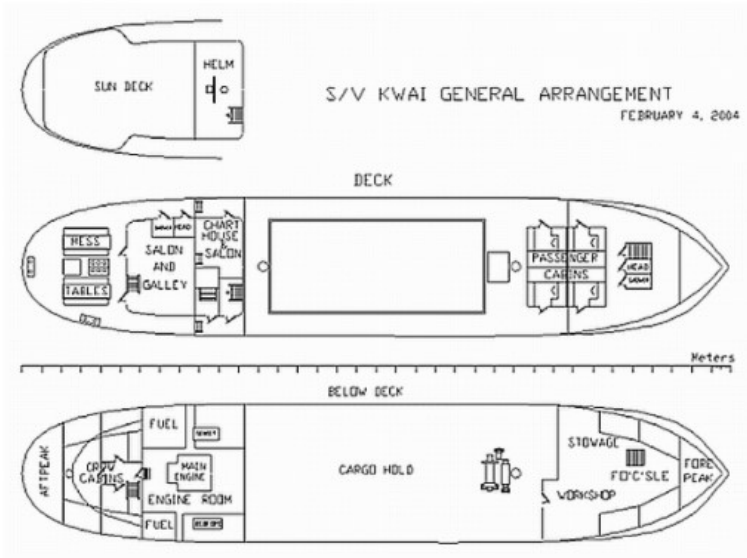 SUN DECK
HELM
S/V KWAI GENERAL ARRANGEMENT
FEBRUARY 4, 2004
DECK
MESS
TABLES
SALON
AND
GALLEY
HEAD
CHART
HOUSE
SALON
PASSENGER
CABINS
HEAD
Meters
BELOW DECK
AFTPEAK
CREW
CABINS
FUEL
MAIN
ENGINE
ENGINE ROOM
FUEL
CARGO HOLD
STOWAGE
FO'C'SLE
WORKSHOP
FORE
PEAK